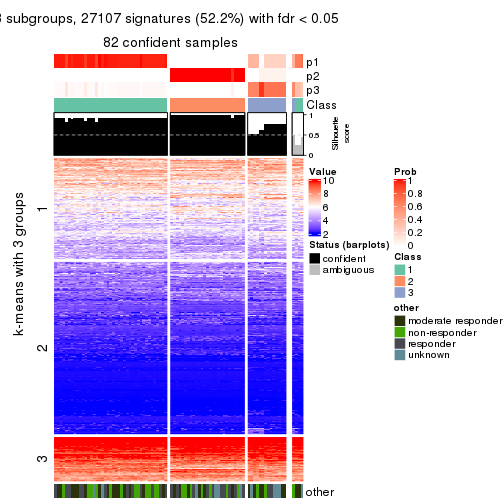 3 subgroups, 27107 signatures (52.2%) with fdr < 0.05
82 confident samples
p1
p2
p3
Class
1
0.5
0
Silhouette
score
k-means with 3 groups
1
2
3
other
Value
10
8
6
4
2
Status (barplots)
confident
ambiguous
Prob
1
0.8
0.6
0.4
0.2
0
Class
1
2
3
other
moderate responder
non-responder
responder
unknown